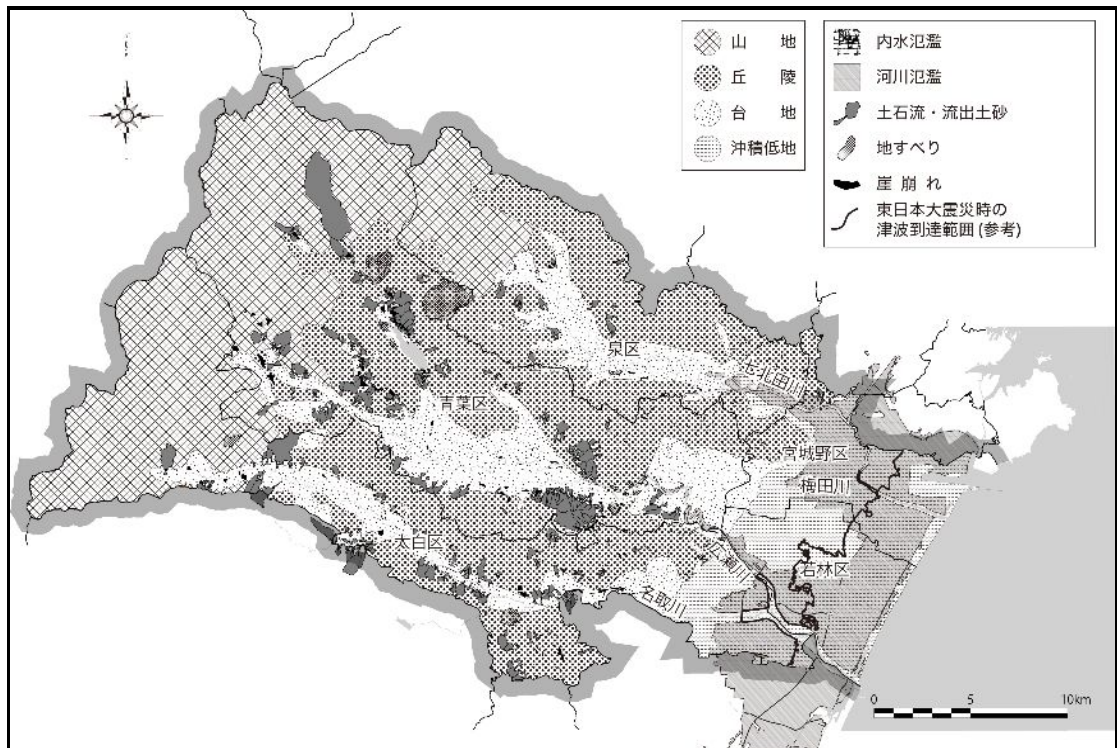 山　地
丘　陵
台　地
沖積低地
内水氾濫
河川氾濫
土石流・流出土砂
地すべり
崖 崩 れ
東日本大震災時の
津波到達範囲(参考)
泉区
七北田川
青葉区
宮城野区
梅田川
太白区
広瀬川
若林区
名取川
0 5 10km